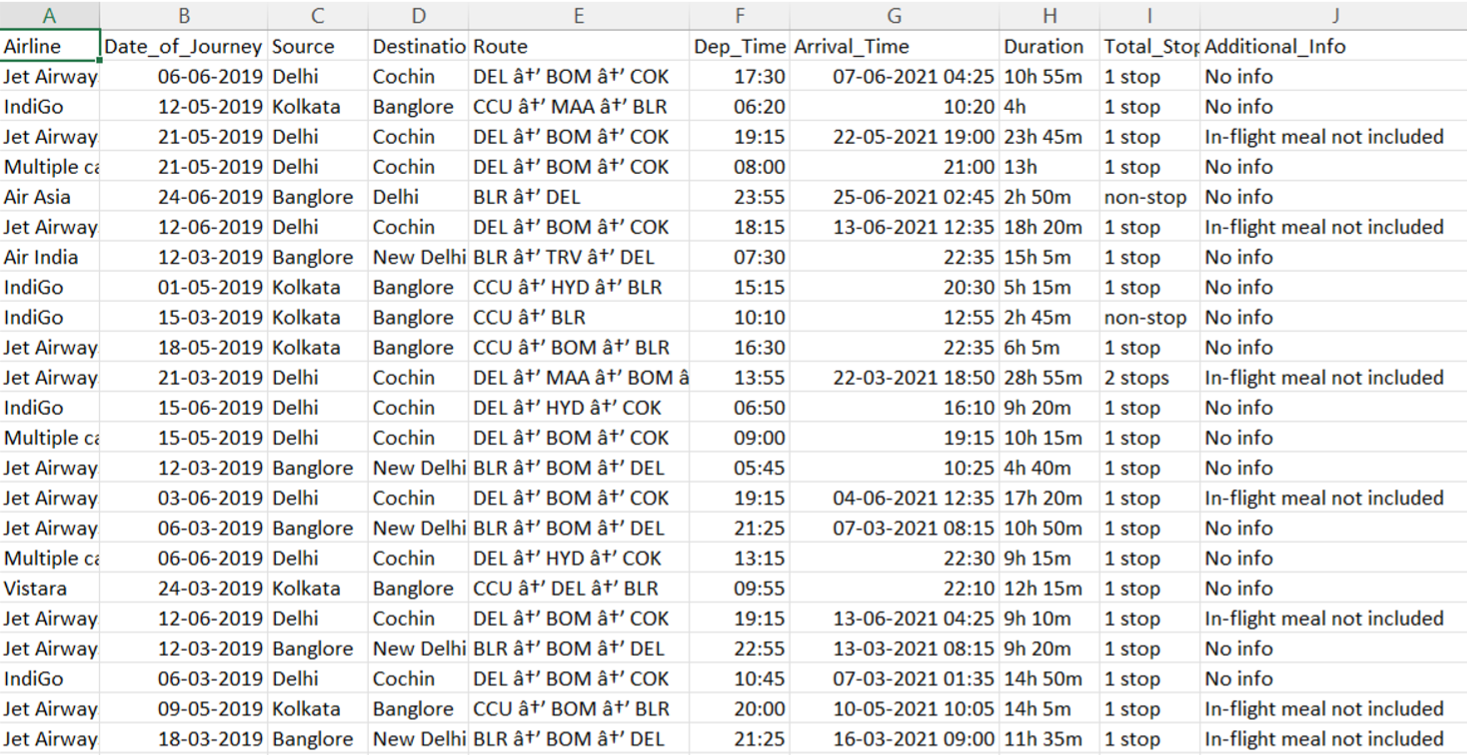 A B C D E F G H I J
Airline Date_of_Journey Source Destinatio Route Dep_Time Arrival_Time Duration Total_Stop Additional_Info
Jet Airway 06-06-2019 Delhi Cochin DEL â†’ BOM â†’ COK 17:30 07-06-2021 04:25 10h 55m 1 stop No info
IndiGo 12-05-2019 Kolkata Banglore CCU â†’ MAA â†’ BLR 06:20 10:20 4h 1 stop No info
Jet Airway 21-05-2019 Delhi Cochin DEL â†’ BOM â†’ COK 19:15 22-05-2021 19:00 23h 45m 1 stop In-flight meal not included
Multiple ca 21-05-2019 Delhi Cochin DEL â†’ BOM â†’ COK 08:00 21:00 13h 1 stop No info
Air Asia 24-06-2019 Banglore Delhi BLR â†’ DEL 23:55 25-06-2021 02:45 2h 50m non-stop No info
Jet Airway 12-06-2019 Delhi Cochin DEL â†’ BOM â†’ COK 18:15 13-06-2021 12:35 18h 20m 1 stop In-flight meal not included
Air India 12-03-2019 Banglore New Delhi BLR â†’ TRV â†’ DEL 07:30 22:35 15h 5m 1 stop No info
IndiGo 01-05-2019 Kolkata Banglore CCU â†’ HYD â†’ BLR 15:15 20:30 5h 15m 1 stop No info
IndiGo 15-03-2019 Kolkata Banglore CCU â†’ BLR 10:10 12:55 2h 45m non-stop No info
Jet Airway 18-05-2019 Kolkata Banglore CCU â†’ BOM â†’ BLR 16:30 22:35 6h 5m 1 stop No info
Jet Airway 21-03-2019 Delhi Cochin DEL â†’ MAA â†’ BOM â 13:55 22-03-2021 18:50 28h 55m 2 stops In-flight meal not included
IndiGo 15-06-2019 Delhi Cochin DEL â†’ HYD â†’ COK 06:50 16:10 9h 20m 1 stop No info
Multiple ca 15-05-2019 Delhi Cochin DEL â†’ BOM â†’ COK 09:00 19:15 10h 15m 1 stop No info
Jet Airway 12-03-2019 Banglore New Delhi BLR â†’ BOM â†’ DEL 05:45 10:25 4h 40m 1 stop No info
Jet Airway 03-06-2019 Delhi Cochin DEL â†’ BOM â†’ COK 19:15 04-06-2021 12:35 17h 20m 1 stop In-flight meal not included
Jet Airway 06-03-2019 Banglore New Delhi BLR â†’ BOM â†’ DEL 21:25 07-03-2021 08:15 10h 50m 1 stop No info
Multiple ca 06-06-2019 Delhi Cochin DEL â†’ HYD â†’ COK 13:15 22:30 9h 15m 1 stop No info
Vistara 24-03-2019 Kolkata Banglore CCU â†’ DEL â†’ BLR 09:55 22:10 12h 15m 1 stop No info
Jet Airway 12-06-2019 Delhi Cochin DEL â†’ BOM â†’ COK 19:15 13-06-2021 04:25 9h 10m 1 stop In-flight meal not included
Jet Airway 12-03-2019 Banglore New Delhi BLR â†’ BOM â†’ DEL 22:55 13-03-2021 08:15 9h 20m 1 stop No info
IndiGo 06-03-2019 Delhi Cochin DEL â†’ BOM â†’ COK 10:45 07-03-2021 01:35 14h 50m 1 stop No info
Jet Airway 09-05-2019 Kolkata Banglore CCU â†’ BOM â†’ BLR 20:00 10-05-2021 10:05 14h 5m 1 stop In-flight meal not included
Jet Airway 18-03-2019 Banglore New Delhi BLR â†’ BOM â†’ DEL 21:25 16-03-2021 09:00 11h 35m 1 stop In-flight meal not included